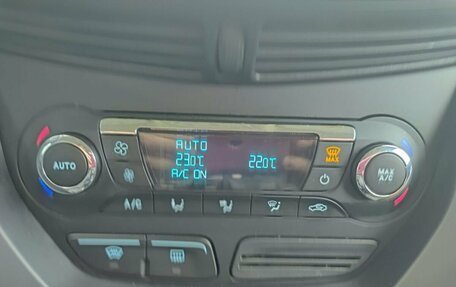 AUTO
AUTO
23.0°C
22.0°C
A/C ON
MAX
MAX
A/C
A/C